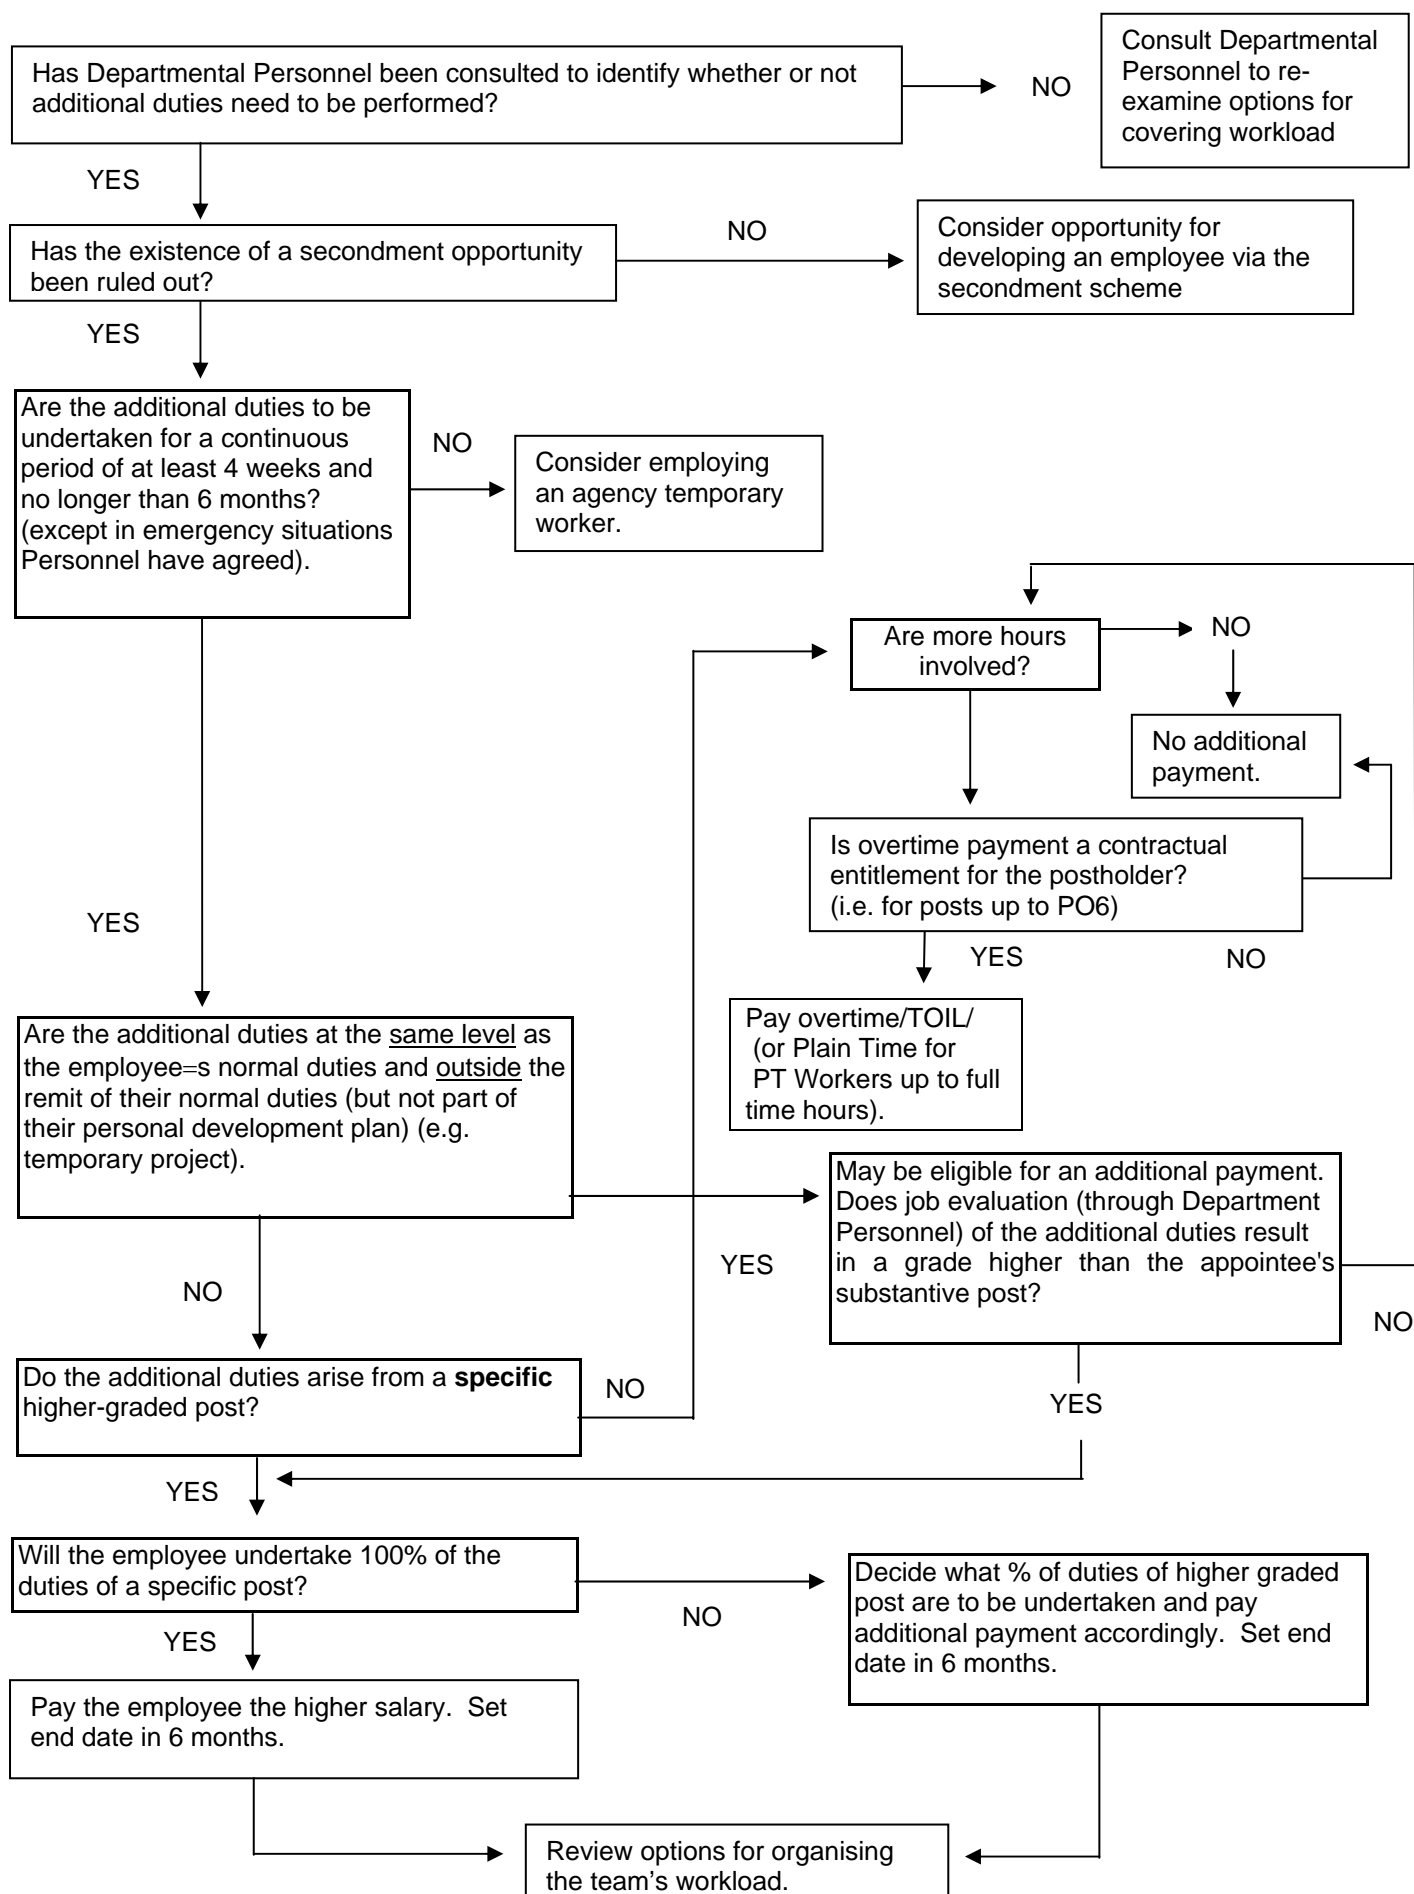 Has Departmental Personnel been consulted to identify whether or not
additional duties need to be performed?
NO
Consult Departmental
Personnel to re-
examine options for
covering workload
YES
Has the existence of a secondment opportunity
been ruled out?
NO
Consider opportunity for
developing an employee via the
secondment scheme
YES
Are the additional duties to be
undertaken for a continuous
period of at least 4 weeks and
no longer than 6 months?
(except in emergency situations
Personnel have agreed).
NO
Consider employing
an agency temporary
worker.
Are more hours
involved?
NO
No additional
payment.
Is overtime payment a contractual
entitlement for the postholder?
(i.e. for posts up to PO6)
YES
NO
Pay overtime/TOIL/
(or Plain Time for
PT Workers up to full
time hours).
YES
Are the additional duties at the same level as
the employee=s normal duties and outside the
remit of their normal duties (but not part of
their personal development plan) (e.g.
temporary project).
YES
May be eligible for an additional payment.
Does job evaluation (through Department
Personnel) of the additional duties result
in a grade higher than the appointee's
substantive post?
NO
YES
NO
Do the additional duties arise from a specific
higher-graded post?
NO
YES
Will the employee undertake 100% of the
duties of a specific post?
NO
Decide what % of duties of higher graded
post are to be undertaken and pay
additional payment accordingly. Set end
date in 6 months.
YES
Pay the employee the higher salary. Set
end date in 6 months.
Review options for organising
the team’s workload.